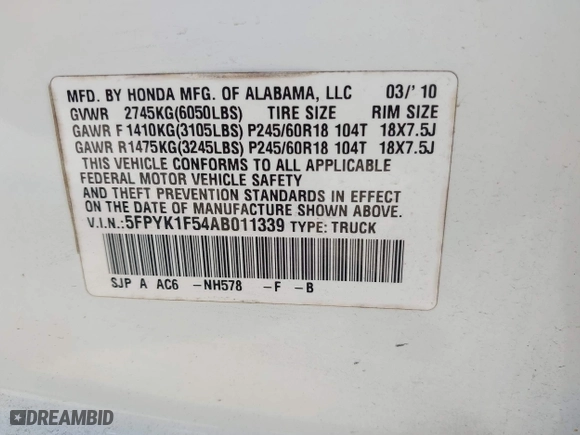 MFD. BY HONDA MFG. OF ALABAMA, LLC 03/' 10
GVWR 2745KG(6050LBS) TIRE SIZE RIM SIZE
GAWR F 1410KG(3105LBS) P245/60R18 104T 18X7.5J
GAWR R1475KG(3245LBS) P245/60R18 104T 18X7.5J
THIS VEHICLE CONFORMS TO ALL APPLICABLE
FEDERAL MOTOR VEHICLE SAFETY
AND THEFT PREVENTION STANDARDS IN EFFECT
ON THE DATE OF MANUFACTURE SHOWN ABOVE.
V.I.N.:5FPYK1F54AB011339 TYPE: TRUCK
SJP A AC6 -NH578 -F -B
DREAMBID